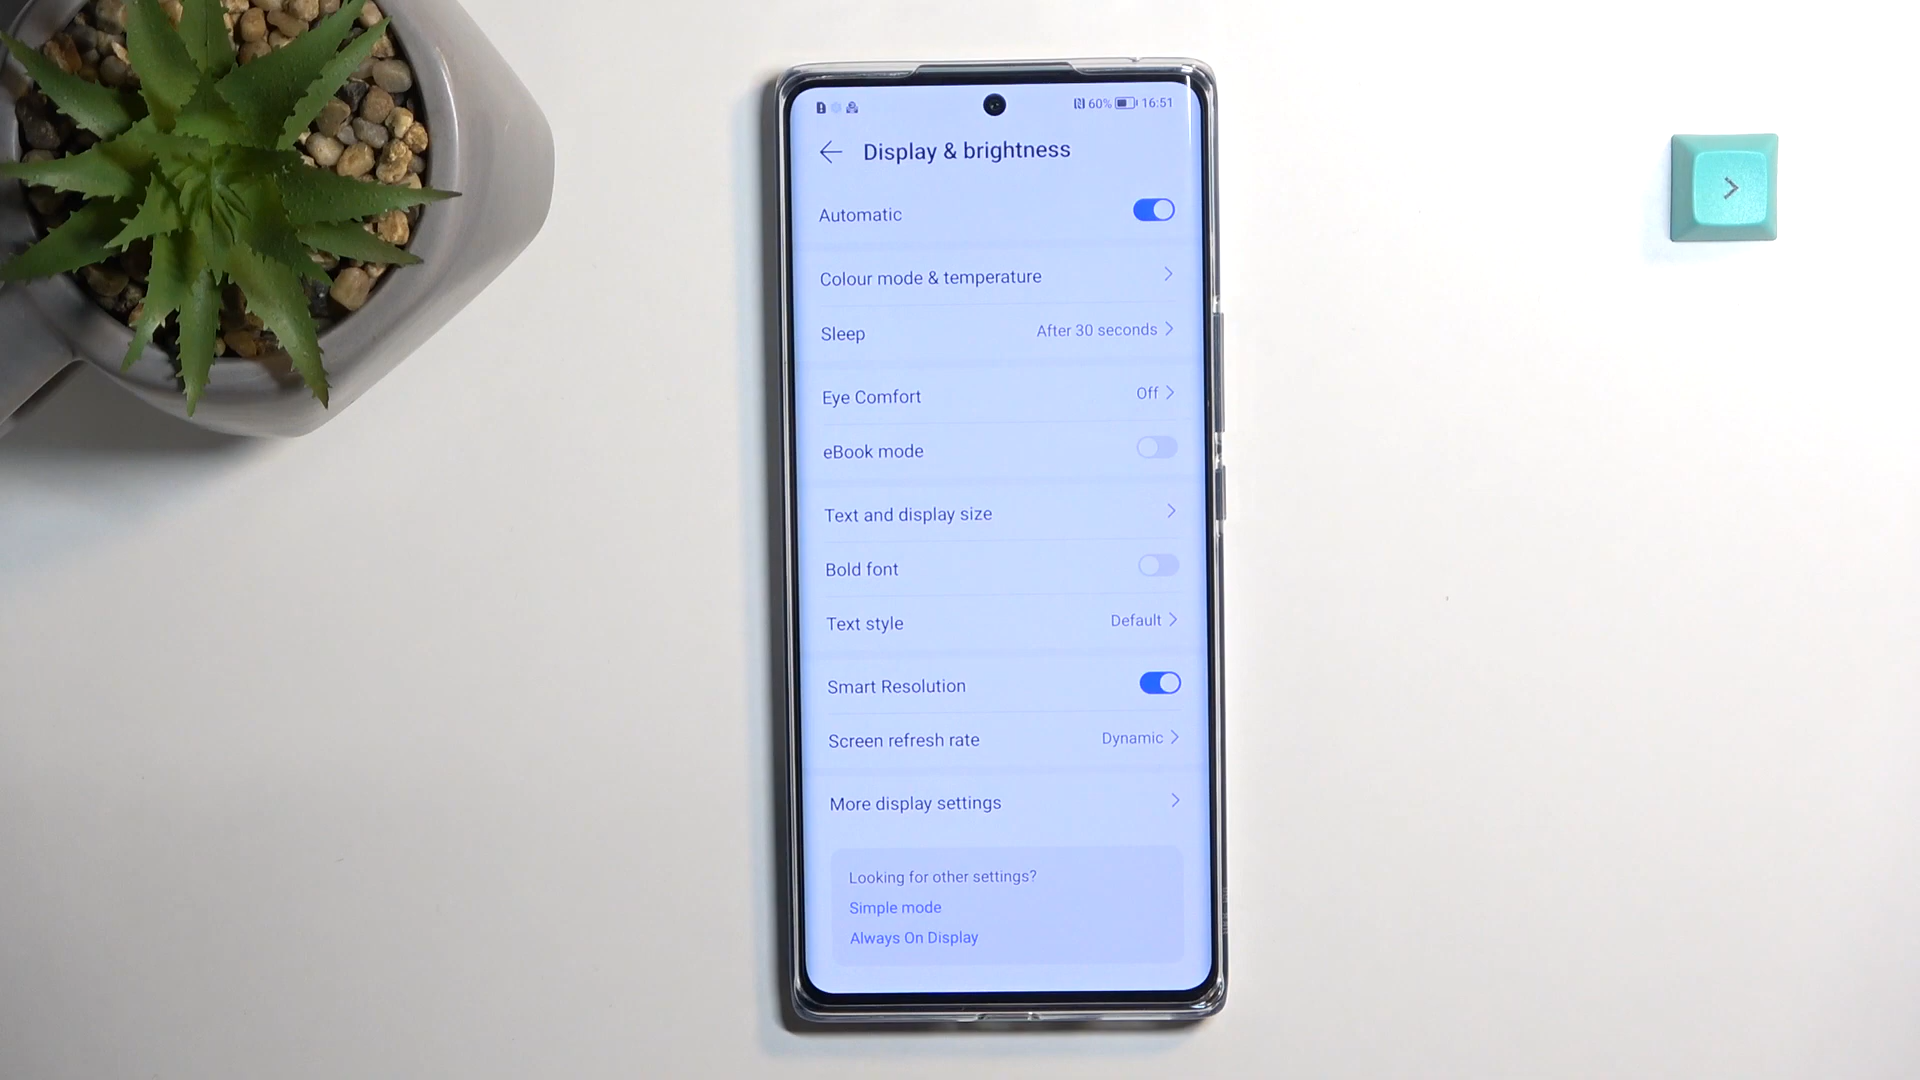 60% 16:51
Display & brightness
Automatic
Colour mode & temperature
Sleep After 30 seconds
Eye Comfort Off
eBook mode
Text and display size
Bold font
Text style Default
Smart Resolution
Screen refresh rate Dynamic
More display settings
Looking for other settings?
Simple mode
Always On Display